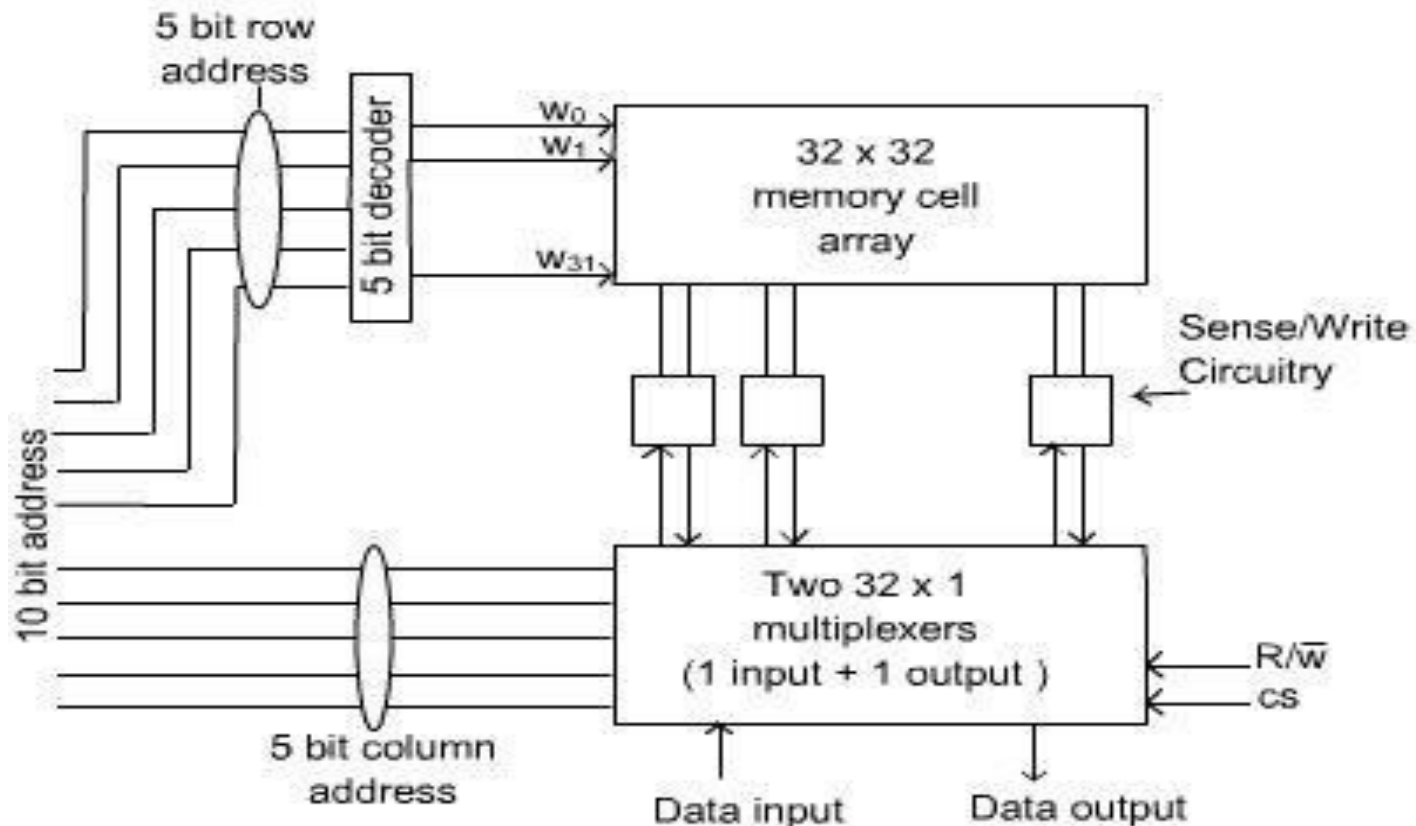 5 bit row
address
5 bit decoder
W0
W1
W31
32 x 32
memory cell
array
Sense/Write
Circuitry
10 bit address
Two 32 x 1
multiplexers
(1 input + 1 output )
R/w̅
cs
5 bit column
address
Data input
Data output